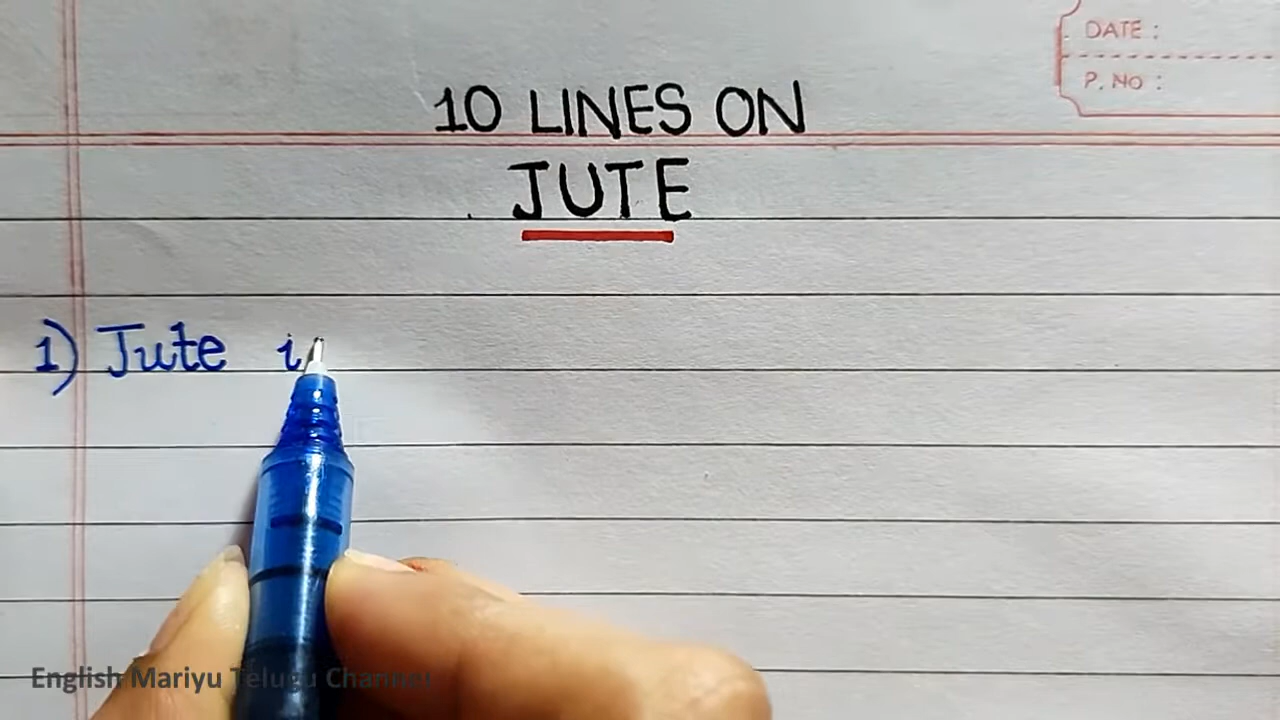 DATE :
P. NO :
10 LINES ON
JUTE
1) Jute i
English Mariyu Telugu Channel